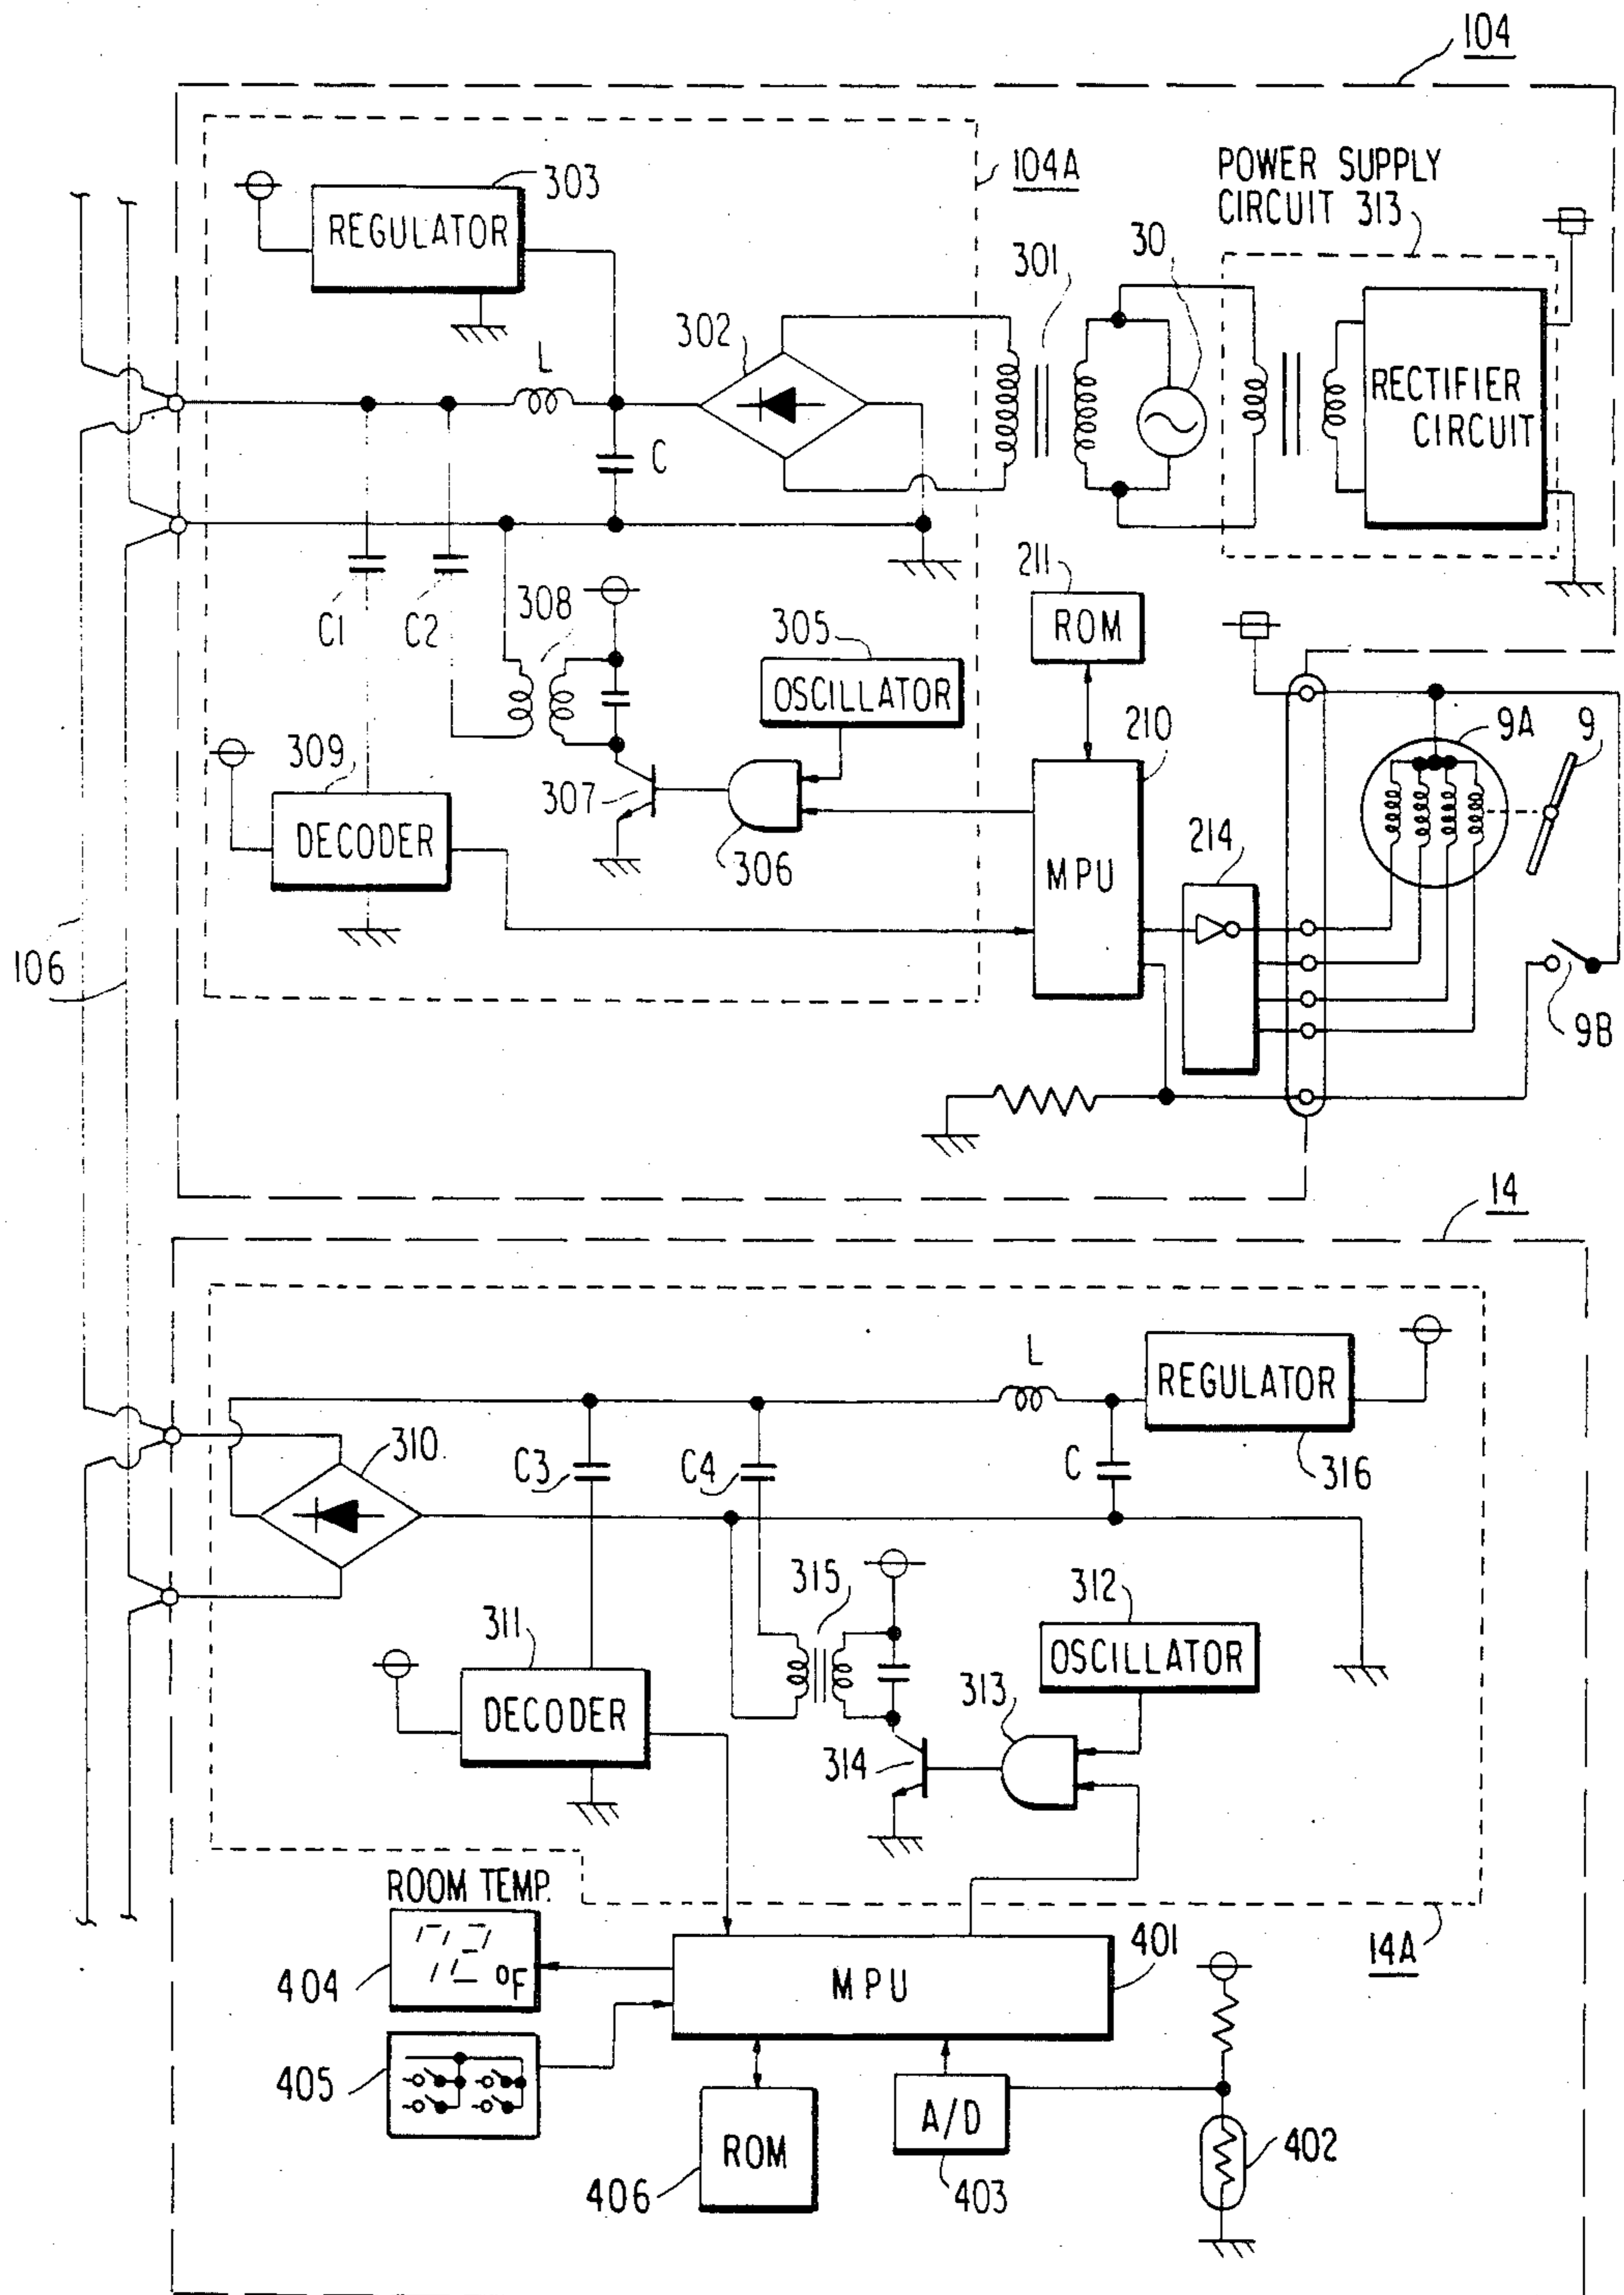 104
104A
POWER SUPPLY
CIRCUIT 313
303
REGULATOR
30
301
302
L
RECTIFIER
CIRCUIT
C
C1
C2
308
305
OSCILLATOR
211
ROM
210
9A
9
309
307
DECODER
306
MPU
214
106
9B
14
L
REGULATOR
310
C3
C4
C
316
315
312
311
OSCILLATOR
DECODER
313
314
ROOM TEMP.
72 °F
404
401
14A
MPU
405
A/D
ROM
402
406
403